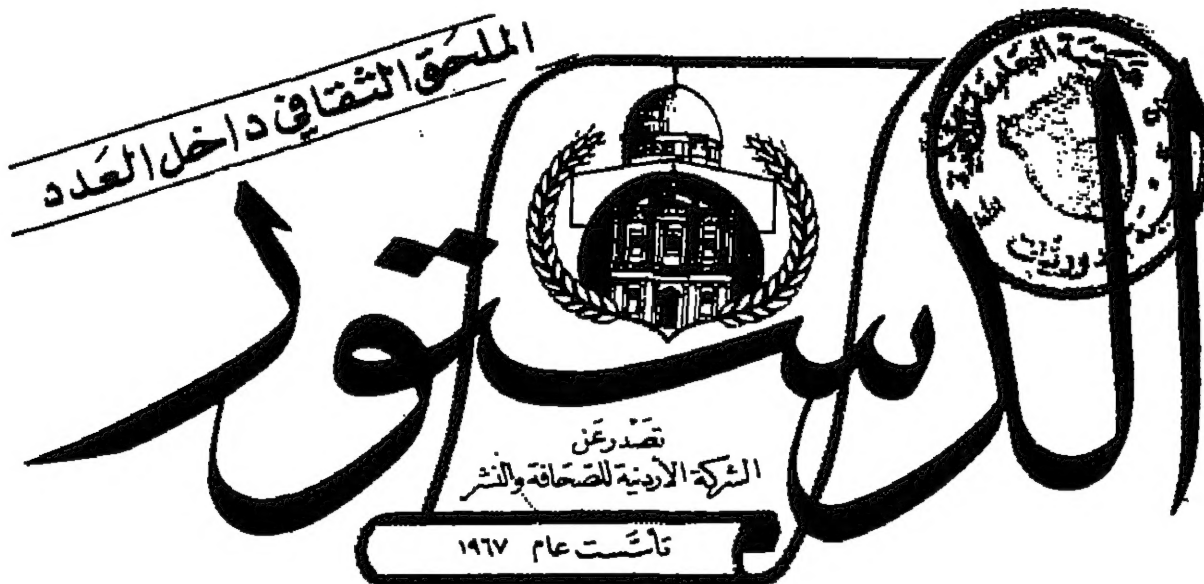 الملحق الثقافي داخل العدد
الدستور
تصدر عن
الشركة الأردنية للصحافة والنشر
تأسست عام ١٩٦٧